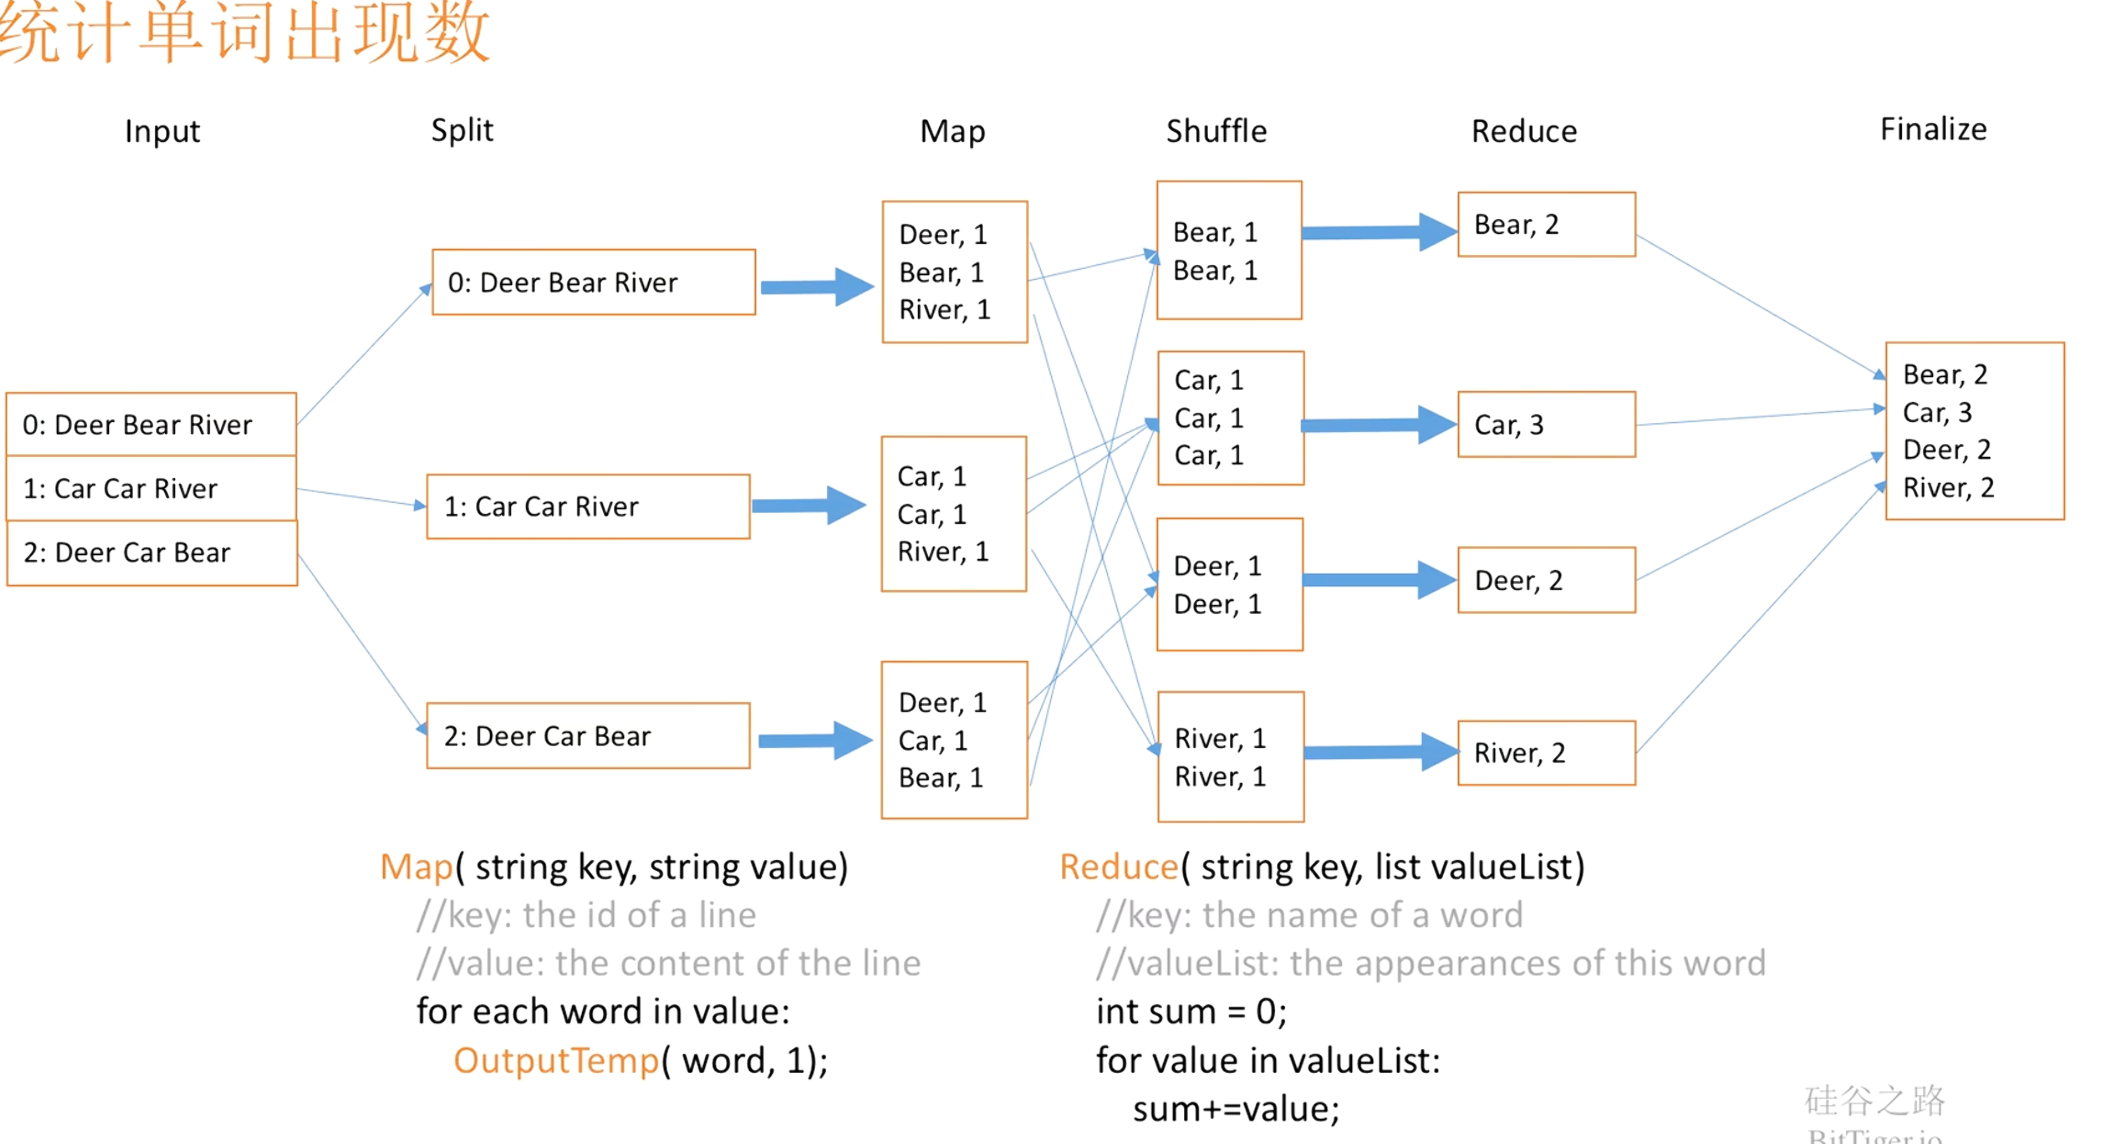 统计单词出现数
Input
Split
Map
Shuffle
Reduce
Finalize
0: Deer Bear River
1: Car Car River
2: Deer Car Bear
0: Deer Bear River
1: Car Car River
2: Deer Car Bear
Deer, 1
Bear, 1
River, 1
Car, 1
Car, 1
River, 1
Deer, 1
Car, 1
Bear, 1
Bear, 1
Bear, 1
Car, 1
Car, 1
Car, 1
Deer, 1
Deer, 1
River, 1
River, 1
Bear, 2
Car, 3
Deer, 2
River, 2
Bear, 2
Car, 3
Deer, 2
River, 2
Map( string key, string value)
//key: the id of a line
//value: the content of the line
for each word in value:
OutputTemp( word, 1);
Reduce( string key, list valueList)
//key: the name of a word
//valueList: the appearances of this word
int sum = 0;
for value in valueList:
sum+=value;
硅谷之路
BitTiger.io